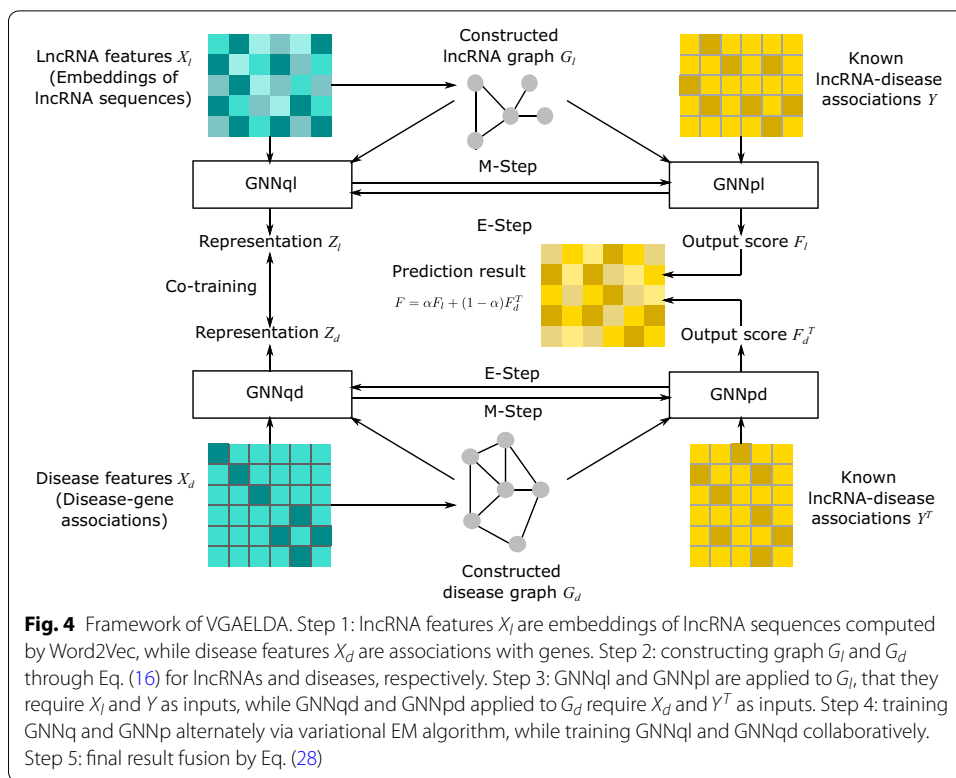 LncRNA features X_l
(Embeddings of
lncRNA sequences)
Constructed
lncRNA graph G_l
Known
lncRNA-disease
associations Y
GNNql
M-Step
GNNpl
E-Step
Representation Z_l
Output score F_l
Co-training
Prediction result
F = αF_l + (1 − α)F_d^T
Representation Z_d
Output score F_d^T
GNNqd
E-Step
GNNpd
M-Step
Disease features X_d
(Disease-gene
associations)
Known
lncRNA-disease
associations Y^T
Constructed
disease graph G_d
Fig. 4 Framework of VGAELDA. Step 1: lncRNA features X_l are embeddings of lncRNA sequences computed
by Word2Vec, while disease features X_d are associations with genes. Step 2: constructing graph G_l and G_d
through Eq. (16) for lncRNAs and diseases, respectively. Step 3: GNNql and GNNpl are applied to G_l, that they
require X_l and Y as inputs, while GNNqd and GNNpd applied to G_d require X_d and Y^T as inputs. Step 4: training
GNNq and GNNp alternately via variational EM algorithm, while training GNNql and GNNqd collaboratively.
Step 5: final result fusion by Eq. (28)